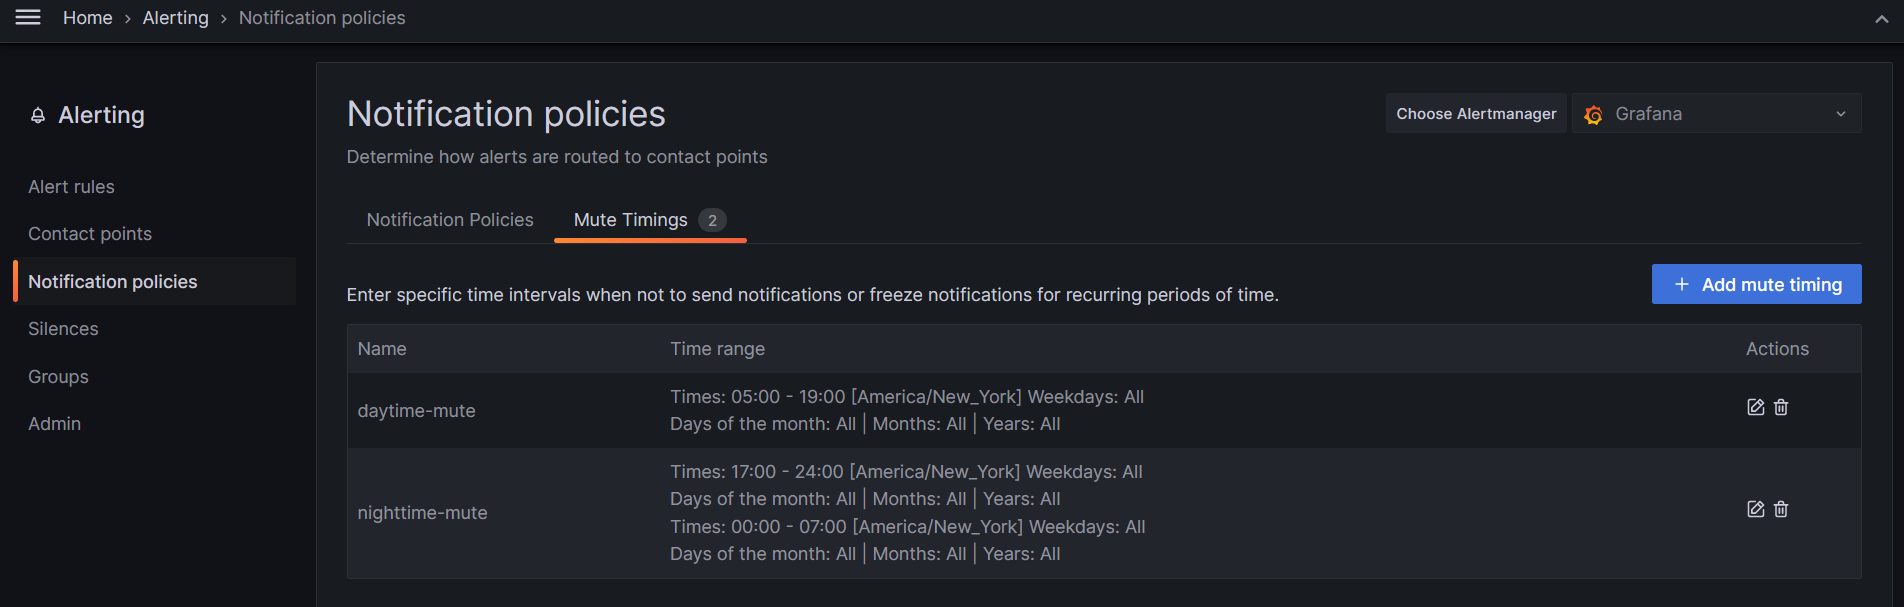 Home › Alerting › Notification policies
Alerting
Alert rules
Contact points
Notification policies
Silences
Groups
Admin
Notification policies
Determine how alerts are routed to contact points
Choose Alertmanager
Grafana
Notification Policies
Mute Timings 2
Enter specific time intervals when not to send notifications or freeze notifications for recurring periods of time.
+ Add mute timing
Name Time range Actions
daytime-mute
Times: 05:00 - 19:00 [America/New_York] Weekdays: All
Days of the month: All | Months: All | Years: All
nighttime-mute
Times: 17:00 - 24:00 [America/New_York] Weekdays: All
Days of the month: All | Months: All | Years: All
Times: 00:00 - 07:00 [America/New_York] Weekdays: All
Days of the month: All | Months: All | Years: All